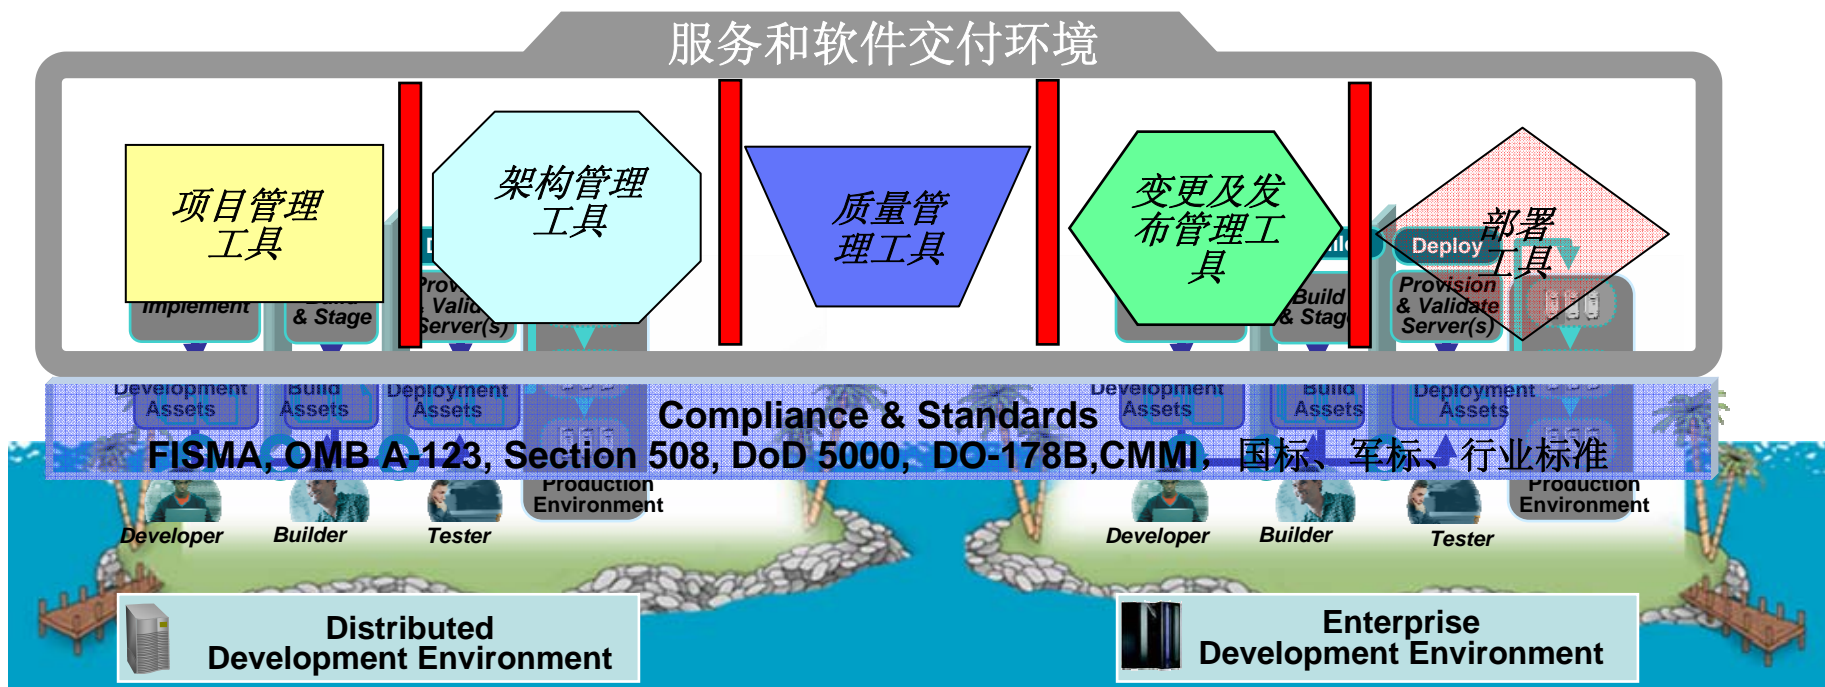 服务和软件交付环境
项目管理
工具
架构管理
工具
质量管
理工具
变更及发
布管理工
具
部署
工具
Deploy
Implement
& Stage
& Valid
Server(s)
Build
& Stag
Provision
& Validate
Server(s)
Development
Assets
Build
Assets
Deployment
Assets
Development
Assets
Build
Assets
Deployment
Assets
Compliance & Standards
FISMA, OMB A-123, Section 508, DoD 5000, DO-178B,CMMI，国标、军标、行业标准
Production
Environment
Production
Environment
Developer
Builder
Tester
Developer
Builder
Tester
Distributed
Development Environment
Enterprise
Development Environment